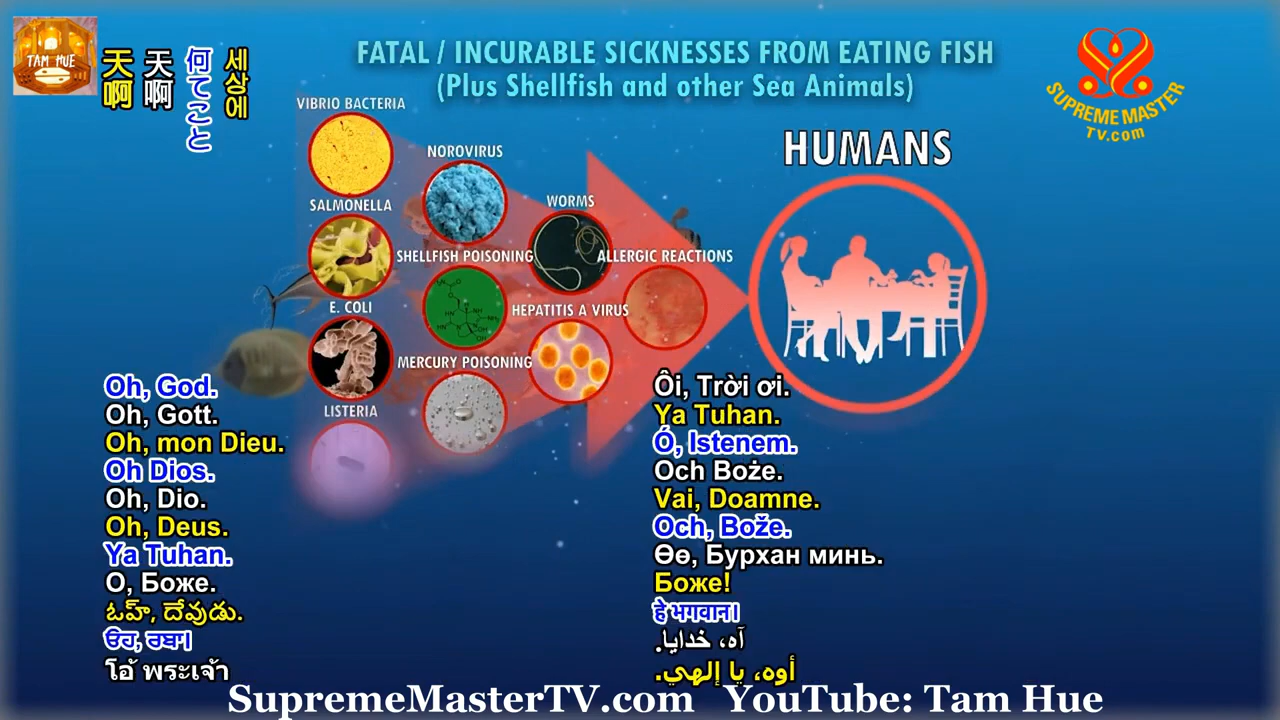 TAM HUE
天啊
天啊
何てこと
세상에
FATAL / INCURABLE SICKNESSES FROM EATING FISH
(Plus Shellfish and other Sea Animals)
SUPREME MASTER
TV.com
VIBRIO BACTERIA
NOROVIRUS
HUMANS
SALMONELLA
WORMS
SHELLFISH POISONING
ALLERGIC REACTIONS
E. COLI
HEPATITIS A VIRUS
MERCURY POISONING
LISTERIA
Oh, God.
Oh, Gott.
Oh, mon Dieu.
Oh Dios.
Oh, Dio.
Oh, Deus.
Ya Tuhan.
О, Боже.
ఓహ్, దేవుడు.
ਓਹ, ਰਬਾ।
โอ้ พระเจ้า
Ôi, Trời ơi.
Ya Tuhan.
Ó, Istenem.
Och Boże.
Vai, Doamne.
Och, Bože.
Өө, Бурхан минь.
Боже!
हे भगवान।
آه، خدایا.
أوه، يا إلهي.
SupremeMasterTV.com YouTube: Tam Hue